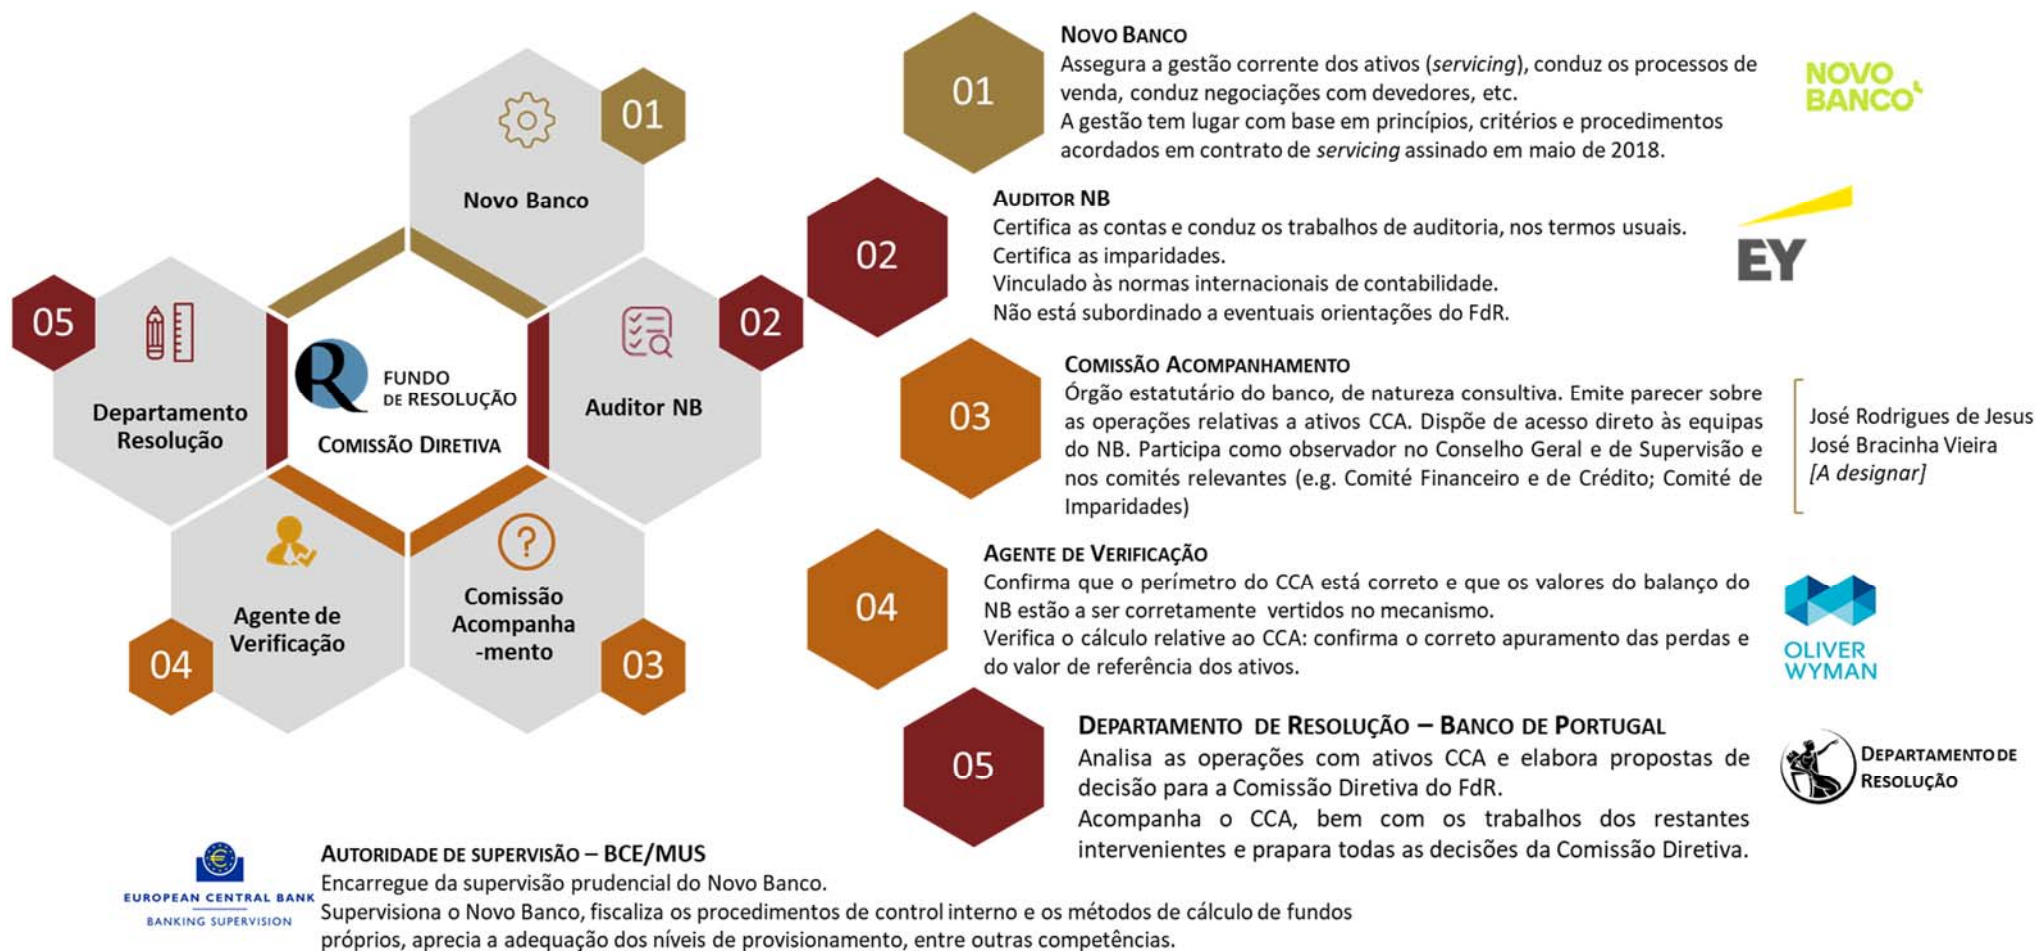 01
Novo Banco
05
Departamento
Resolução
R
FUNDO
DE RESOLUÇÃO
COMISSÃO DIRETIVA
02
Auditor NB
04
Agente de
Verificação
Comissão
Acompanha
-mento
03
01
NOVO BANCO
Assegura a gestão corrente dos ativos (servicing), conduz os processos de
venda, conduz negociações com devedores, etc.
A gestão tem lugar com base em princípios, critérios e procedimentos
acordados em contrato de servicing assinado em maio de 2018.
NOVO
BANCO
02
AUDITOR NB
Certifica as contas e conduz os trabalhos de auditoria, nos termos usuais.
Certifica as imparidades.
Vinculado às normas internacionais de contabilidade.
Não está subordinado a eventuais orientações do FdR.
EY
03
COMISSÃO ACOMPANHAMENTO
Órgão estatutário do banco, de natureza consultiva. Emite parecer sobre
as operações relativas a ativos CCA. Dispõe de acesso direto às equipas
do NB. Participa como observador no Conselho Geral e de Supervisão e
nos comités relevantes (e.g. Comité Financeiro e de Crédito; Comité de
Imparidades)
José Rodrigues de Jesus
José Bracinha Vieira
[A designar]
04
AGENTE DE VERIFICAÇÃO
Confirma que o perímetro do CCA está correto e que os valores do balanço do
NB estão a ser corretamente vertidos no mecanismo.
Verifica o cálculo relative ao CCA: confirma o correto apuramento das perdas e
do valor de referência dos ativos.
OLIVER
WYMAN
05
DEPARTAMENTO DE RESOLUÇÃO – BANCO DE PORTUGAL
Analisa as operações com ativos CCA e elabora propostas de
decisão para a Comissão Diretiva do FdR.
Acompanha o CCA, bem com os trabalhos dos restantes
intervenientes e prapara todas as decisões da Comissão Diretiva.
DEPARTAMENTO DE
RESOLUÇÃO
EUROPEAN CENTRAL BANK
BANKING SUPERVISION
AUTORIDADE DE SUPERVISÃO – BCE/MUS
Encarregue da supervisão prudencial do Novo Banco.
Supervisiona o Novo Banco, fiscaliza os procedimentos de control interno e os métodos de cálculo de fundos
próprios, aprecia a adequação dos níveis de provisionamento, entre outras competências.